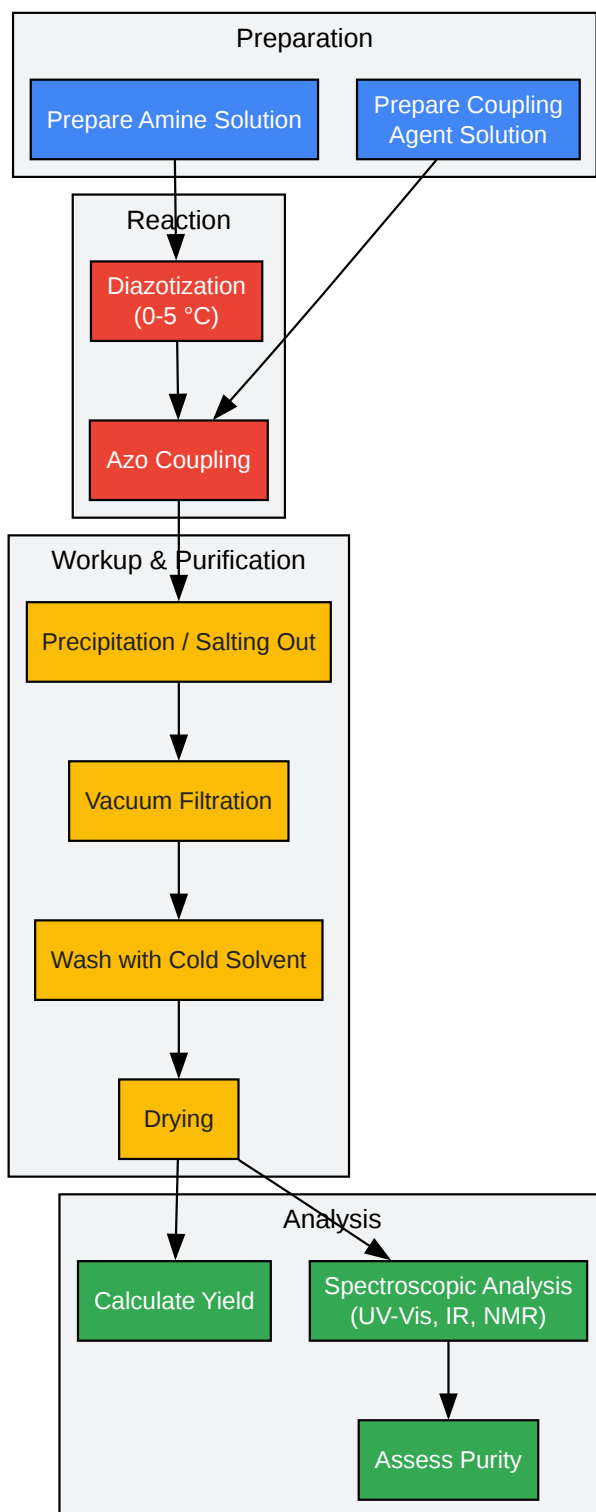 Preparation
Prepare Amine Solution
Prepare Coupling
Agent Solution
Reaction
Diazotization
(0-5 °C)
Azo Coupling
Workup & Purification
Precipitation / Salting Out
Vacuum Filtration
Wash with Cold Solvent
Drying
Analysis
Calculate Yield
Spectroscopic Analysis
(UV-Vis, IR, NMR)
Assess Purity